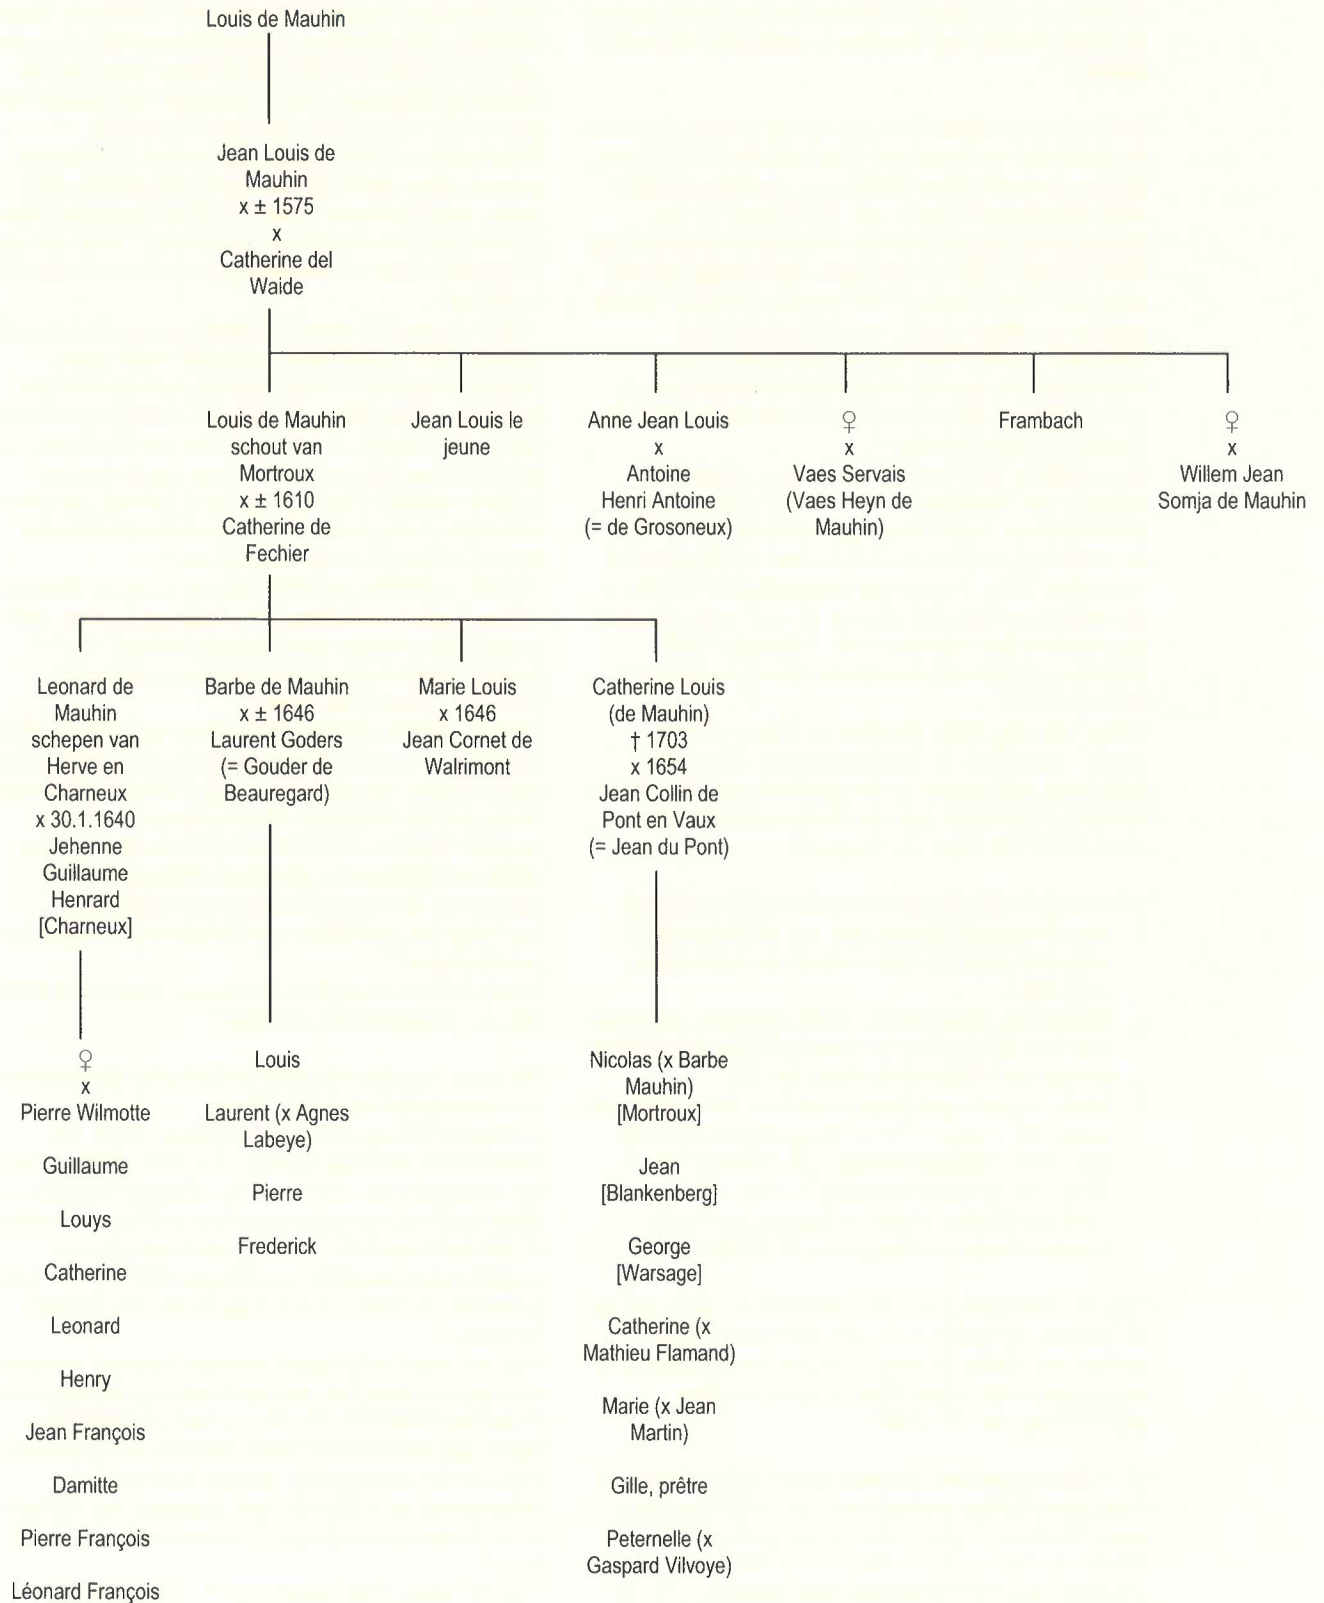 Louis de Mauhin
Jean Louis de
Mauhin
x ± 1575
x
Catherine del
Waide
Louis de Mauhin
schout van
Mortroux
x ± 1610
Catherine de
Fechier
Jean Louis le
jeune
Anne Jean Louis
x
Antoine
Henri Antoine
(= de Grosoneux)
♀
x
Vaes Servais
(Vaes Heyn de
Mauhin)
Frambach
♀
x
Willem Jean
Somja de Mauhin
Leonard de
Mauhin
schepen van
Herve en
Charneux
x 30.1.1640
Jehenne
Guillaume
Henrard
[Charneux]
Barbe de Mauhin
x ± 1646
Laurent Goders
(= Gouder de
Beauregard)
Marie Louis
x 1646
Jean Cornet de
Walrimont
Catherine Louis
(de Mauhin)
† 1703
x 1654
Jean Collin de
Pont en Vaux
(= Jean du Pont)
♀
x
Pierre Wilmotte
Guillaume
Louys
Catherine
Leonard
Henry
Jean François
Damitte
Pierre François
Léonard François
Louis
Laurent (x Agnes
Labeye)
Pierre
Frederick
Nicolas (x Barbe
Mauhin)
[Mortroux]
Jean
[Blankenberg]
George
[Warsage]
Catherine (x
Mathieu Flamand)
Marie (x Jean
Martin)
Gille, prêtre
Peternelle (x
Gaspard Vilvoye)